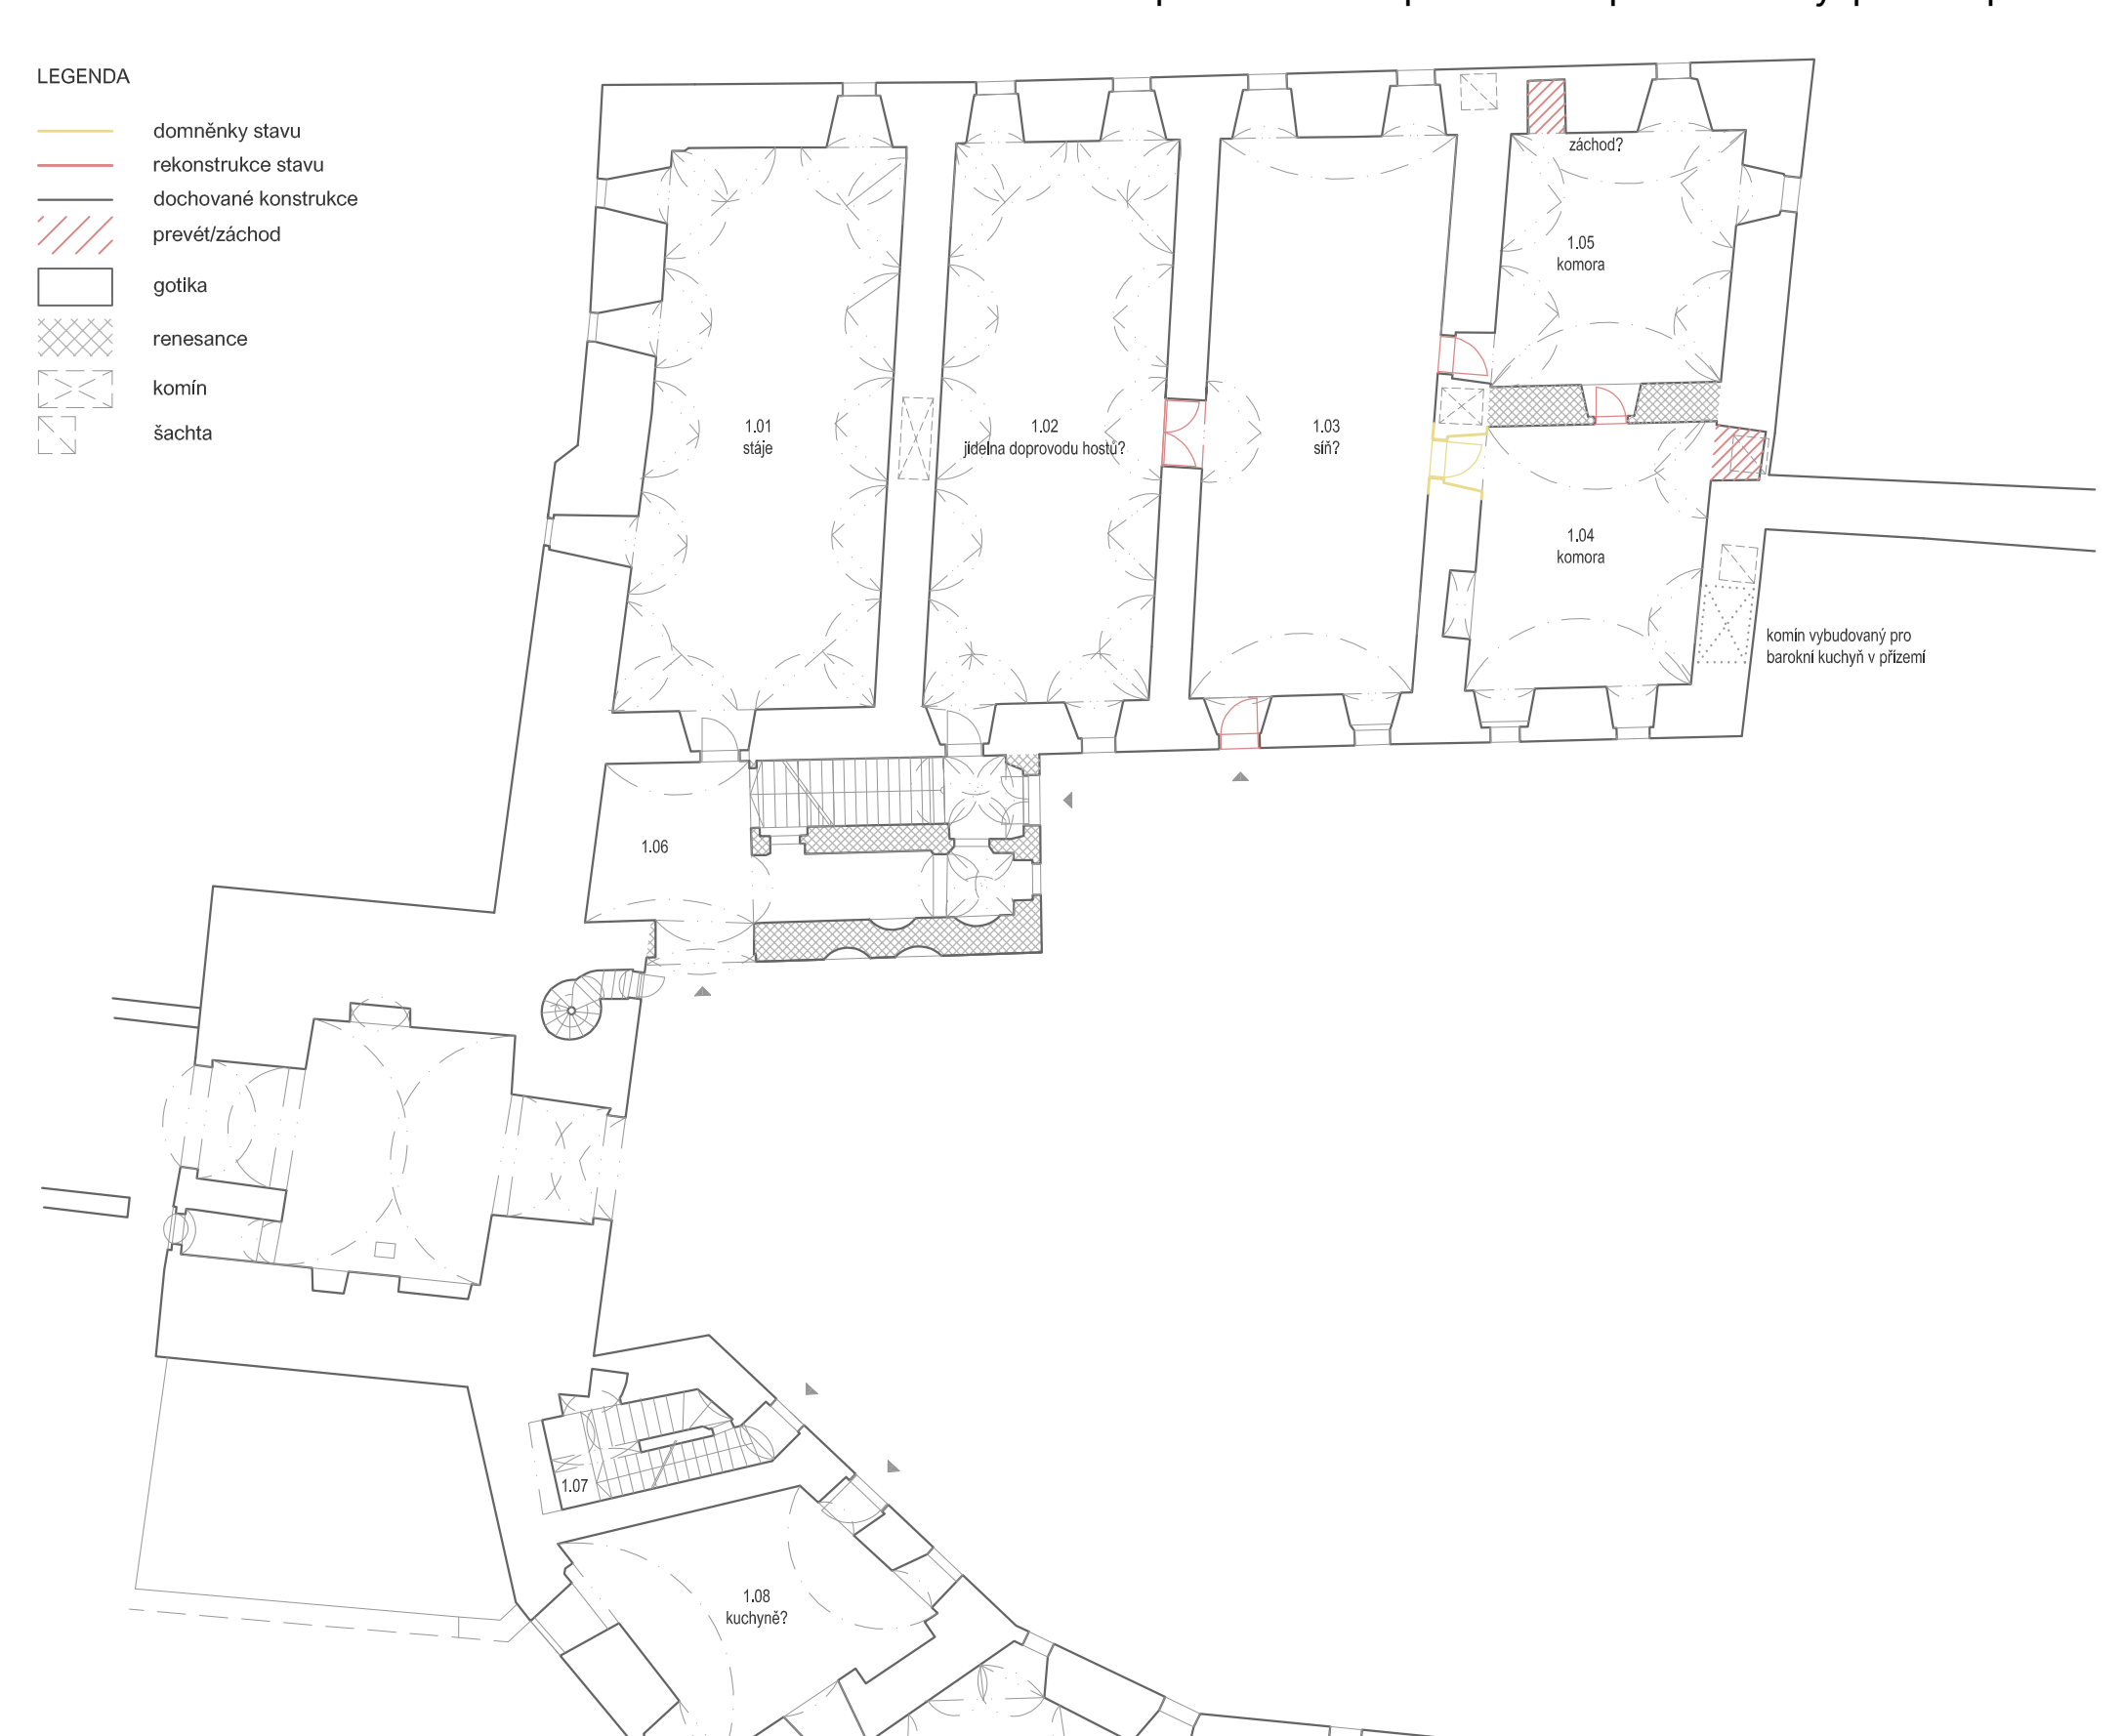 LEGENDA
domněnky stavu
rekonstrukce stavu
dochované konstrukce
prevét/záchod
gotika
renesance
komín
šachta
záchod?
1.05
komora
1.01
stáje
1.02
jídelna doprovodu hostů?
1.03
síň?
1.04
komora
komín vybudovaný pro
barokní kuchyň v přízemí
1.06
1.07
1.08
kuchyně?